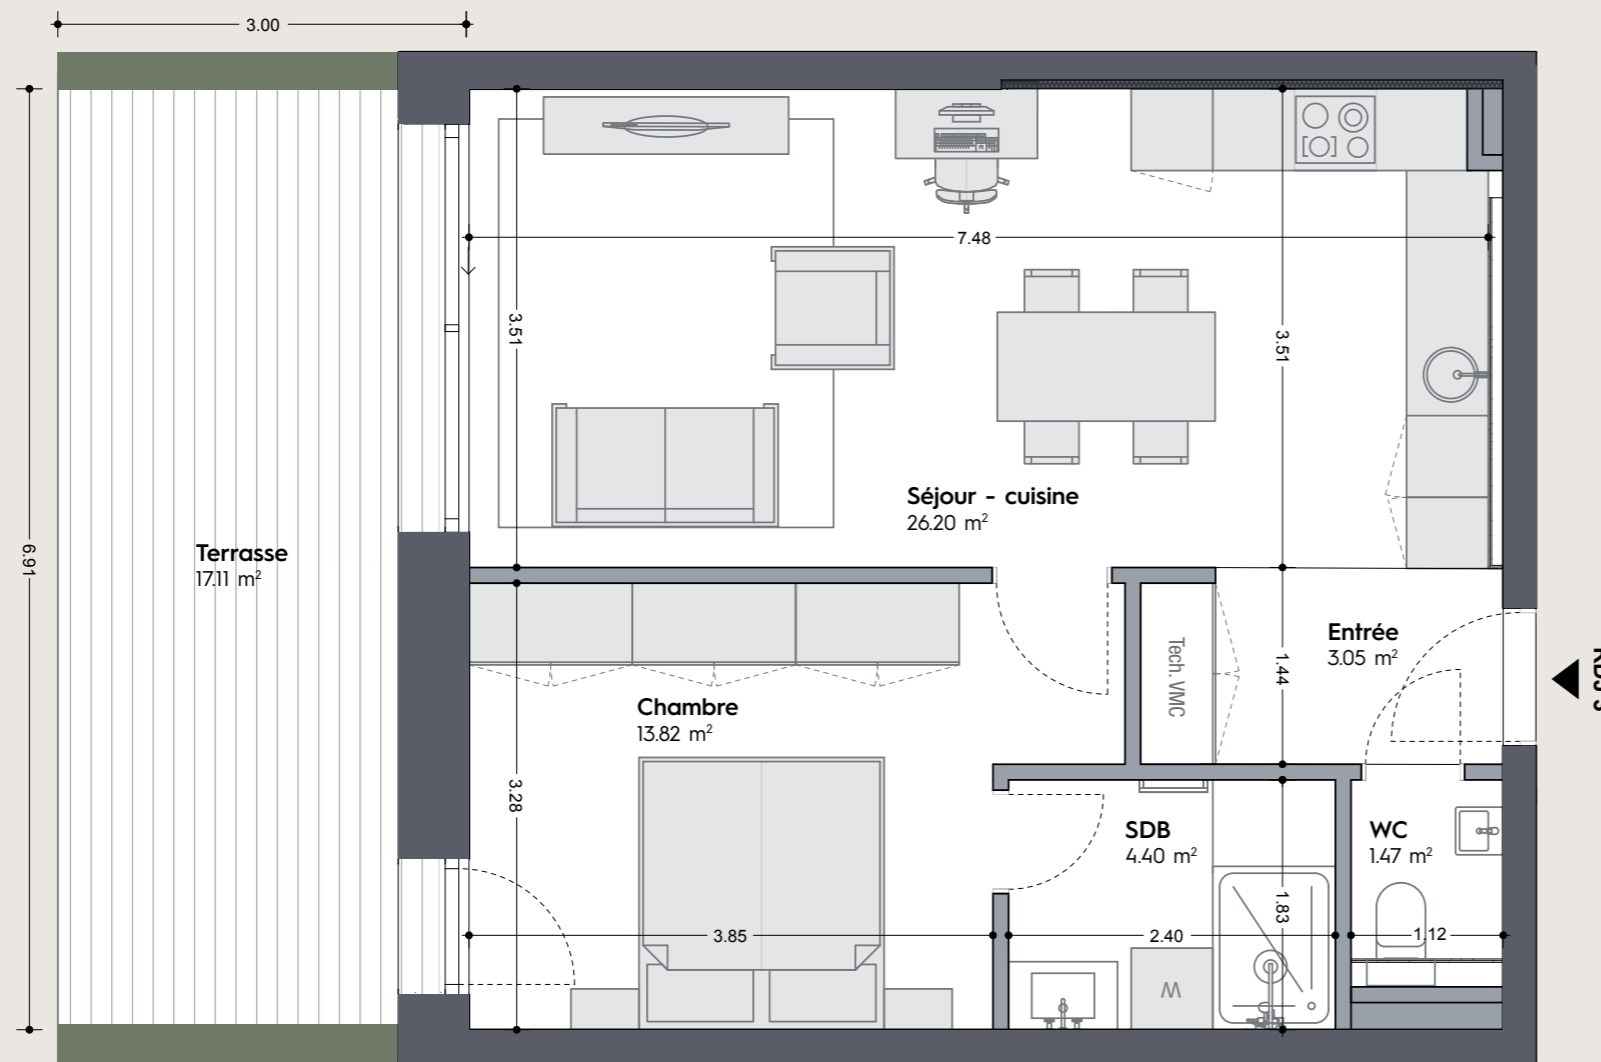 3.00
7.48
3.51
3.51
Séjour - cuisine
26.20 m²
6.91
Terrasse
17.11 m²
Entrée
3.05 m²
Tech. VMC
1.44
Chambre
13.82 m²
3.28
SDB
4.40 m²
WC
1.47 m²
1.83
3.85
2.40
1.12
W